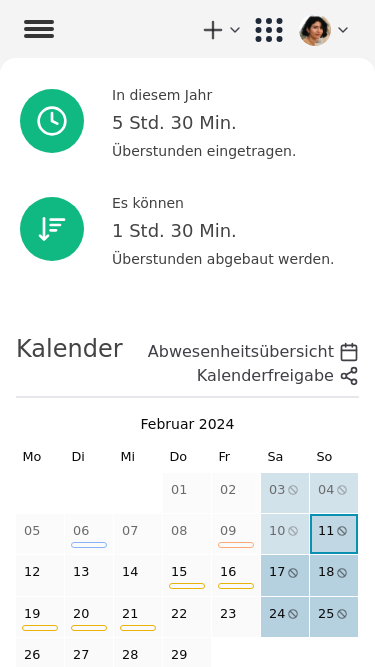 In diesem Jahr
5 Std. 30 Min.
Überstunden eingetragen.
Es können
1 Std. 30 Min.
Überstunden abgebaut werden.
Kalender
Abwesenheitsübersicht
Kalenderfreigabe
Februar 2024
Mo Di Mi Do Fr Sa So
01 02 03 04
05 06 07 08 09 10 11
12 13 14 15 16 17 18
19 20 21 22 23 24 25
26 27 28 29